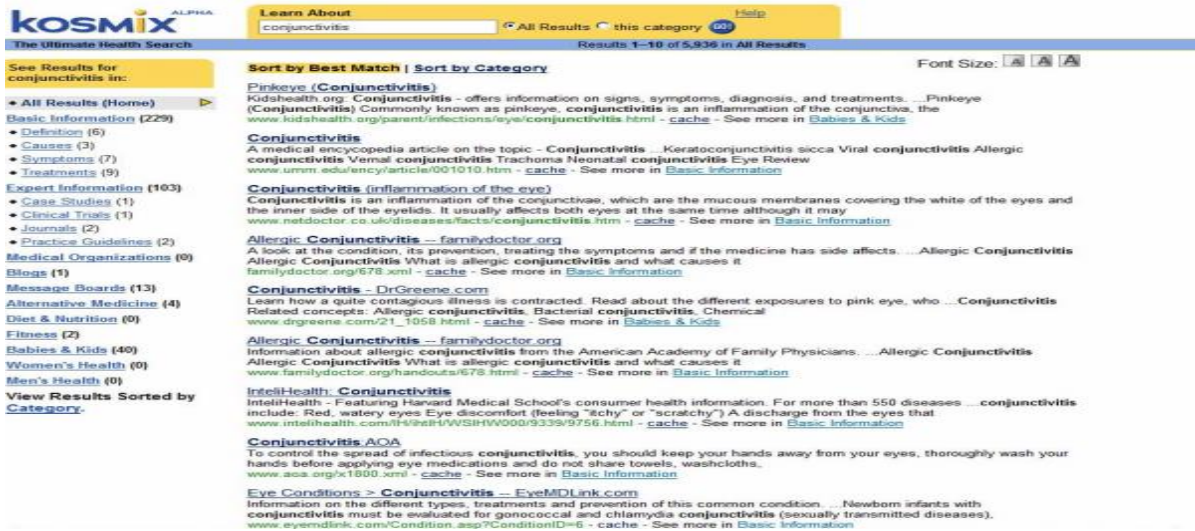 KOSMIX ALPHA
The Ultimate Health Search
Learn About
Help
conjunctivitis
All Results this category GO!
Results 1–10 of 5,936 in All Results
See Results for
conjunctivitis in:
All Results (Home)
Basic Information (229)
Definition (6)
Causes (3)
Symptoms (7)
Treatments (9)
Expert Information (103)
Case Studies (1)
Clinical Trials (1)
Journals (2)
Practice Guidelines (2)
Medical Organizations (0)
Blogs (1)
Message Boards (13)
Alternative Medicine (4)
Diet & Nutrition (0)
Fitness (2)
Babies & Kids (40)
Women's Health (0)
Men's Health (0)
View Results Sorted by
Category.
Sort by Best Match | Sort by Category
Font Size: A A A
Pinkeye (Conjunctivitis)
Kidshealth.org: Conjunctivitis - offers information on signs, symptoms, diagnosis, and treatments. ...Pinkeye
(Conjunctivitis) Commonly known as pinkeye, conjunctivitis is an inflammation of the conjunctiva, the
www.kidshealth.org/parent/infections/eye/conjunctivitis.html - cache - See more in Babies & Kids
Conjunctivitis
A medical encycopedia article on the topic - Conjunctivitis ...Keratoconjunctivitis sicca Viral conjunctivitis Allergic
conjunctivitis Vernal conjunctivitis Trachoma Neonatal conjunctivitis Eye Review
www.umm.edu/ency/article/001010.htm - cache - See more in Basic Information
Conjunctivitis (inflammation of the eye)
Conjunctivitis is an inflammation of the conjunctivae, which are the mucous membranes covering the white of the eyes and
the inner side of the eyelids. It usually affects both eyes at the same time although it may
www.netdoctor.co.uk/diseases/facts/conjunctivitis.htm - cache - See more in Basic Information
Allergic Conjunctivitis -- familydoctor.org
A look at the condition, its prevention, treating the symptoms and if the medicine has side affects. ...Allergic Conjunctivitis
Allergic Conjunctivitis What is allergic conjunctivitis and what causes it
familydoctor.org/678.xml - cache - See more in Basic Information
Conjunctivitis - DrGreene.com
Learn how a quite contagious illness is contracted. Read about the different exposures to pink eye, who ...Conjunctivitis
Related concepts: Allergic conjunctivitis, Bacterial conjunctivitis, Chemical
www.drgreene.com/21_1058.html - cache - See more in Babies & Kids
Allergic Conjunctivitis -- familydoctor.org
Information about allergic conjunctivitis from the American Academy of Family Physicians. ...Allergic Conjunctivitis
Allergic Conjunctivitis What is allergic conjunctivitis and what causes it
www.familydoctor.org/handouts/678.html - cache - See more in Basic Information
InteliHealth: Conjunctivitis
InteliHealth - Featuring Harvard Medical School's consumer health information. For more than 550 diseases ...conjunctivitis
include: Red, watery eyes Eye discomfort (feeling "itchy" or "scratchy") A discharge from the eyes that
www.intelihealth.com/IH/ihtIH/WSIHW000/9339/9756.html - cache - See more in Basic Information
Conjunctivitis:AOA
To control the spread of infectious conjunctivitis, you should keep your hands away from your eyes, thoroughly wash your
hands before applying eye medications and do not share towels, washcloths,
www.aoa.org/x1800.xml - cache - See more in Basic Information
Eye Conditions > Conjunctivitis -- EyeMDLink.com
Information on the different types, treatments and prevention of this common condition. ...Newborn infants with
conjunctivitis must be evaluated for gonococcal and chlamydia conjunctivitis (sexually transmitted diseases),
www.eyemdlink.com/Condition.asp?ConditionID=6 - cache - See more in Basic Information